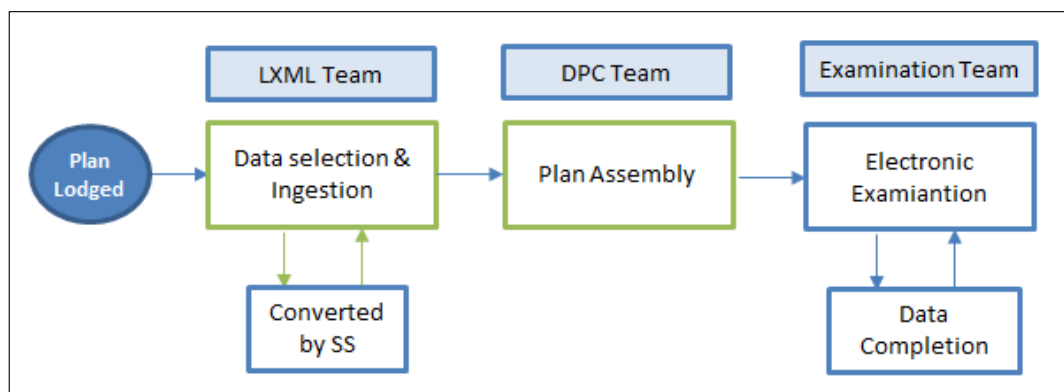 LXML Team
DPC Team
Examination Team
Plan
Lodged
Data selection &
Ingestion
Plan Assembly
Electronic
Examiantion
Converted
by SS
Data
Completion